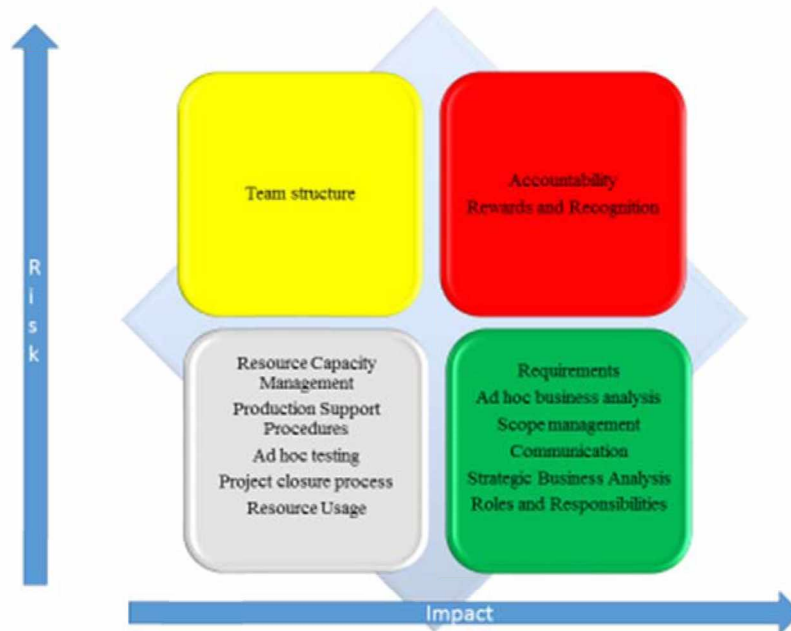 Team structure
Accountability
Rewards and Recognition
R
i
s
k
Resource Capacity
Management
Production Support
Procedures
Ad hoc testing
Project closure process
Resource Usage
Requirements
Ad hoc business analysis
Scope management
Communication
Strategic Business Analysis
Roles and Responsibilities
Impact